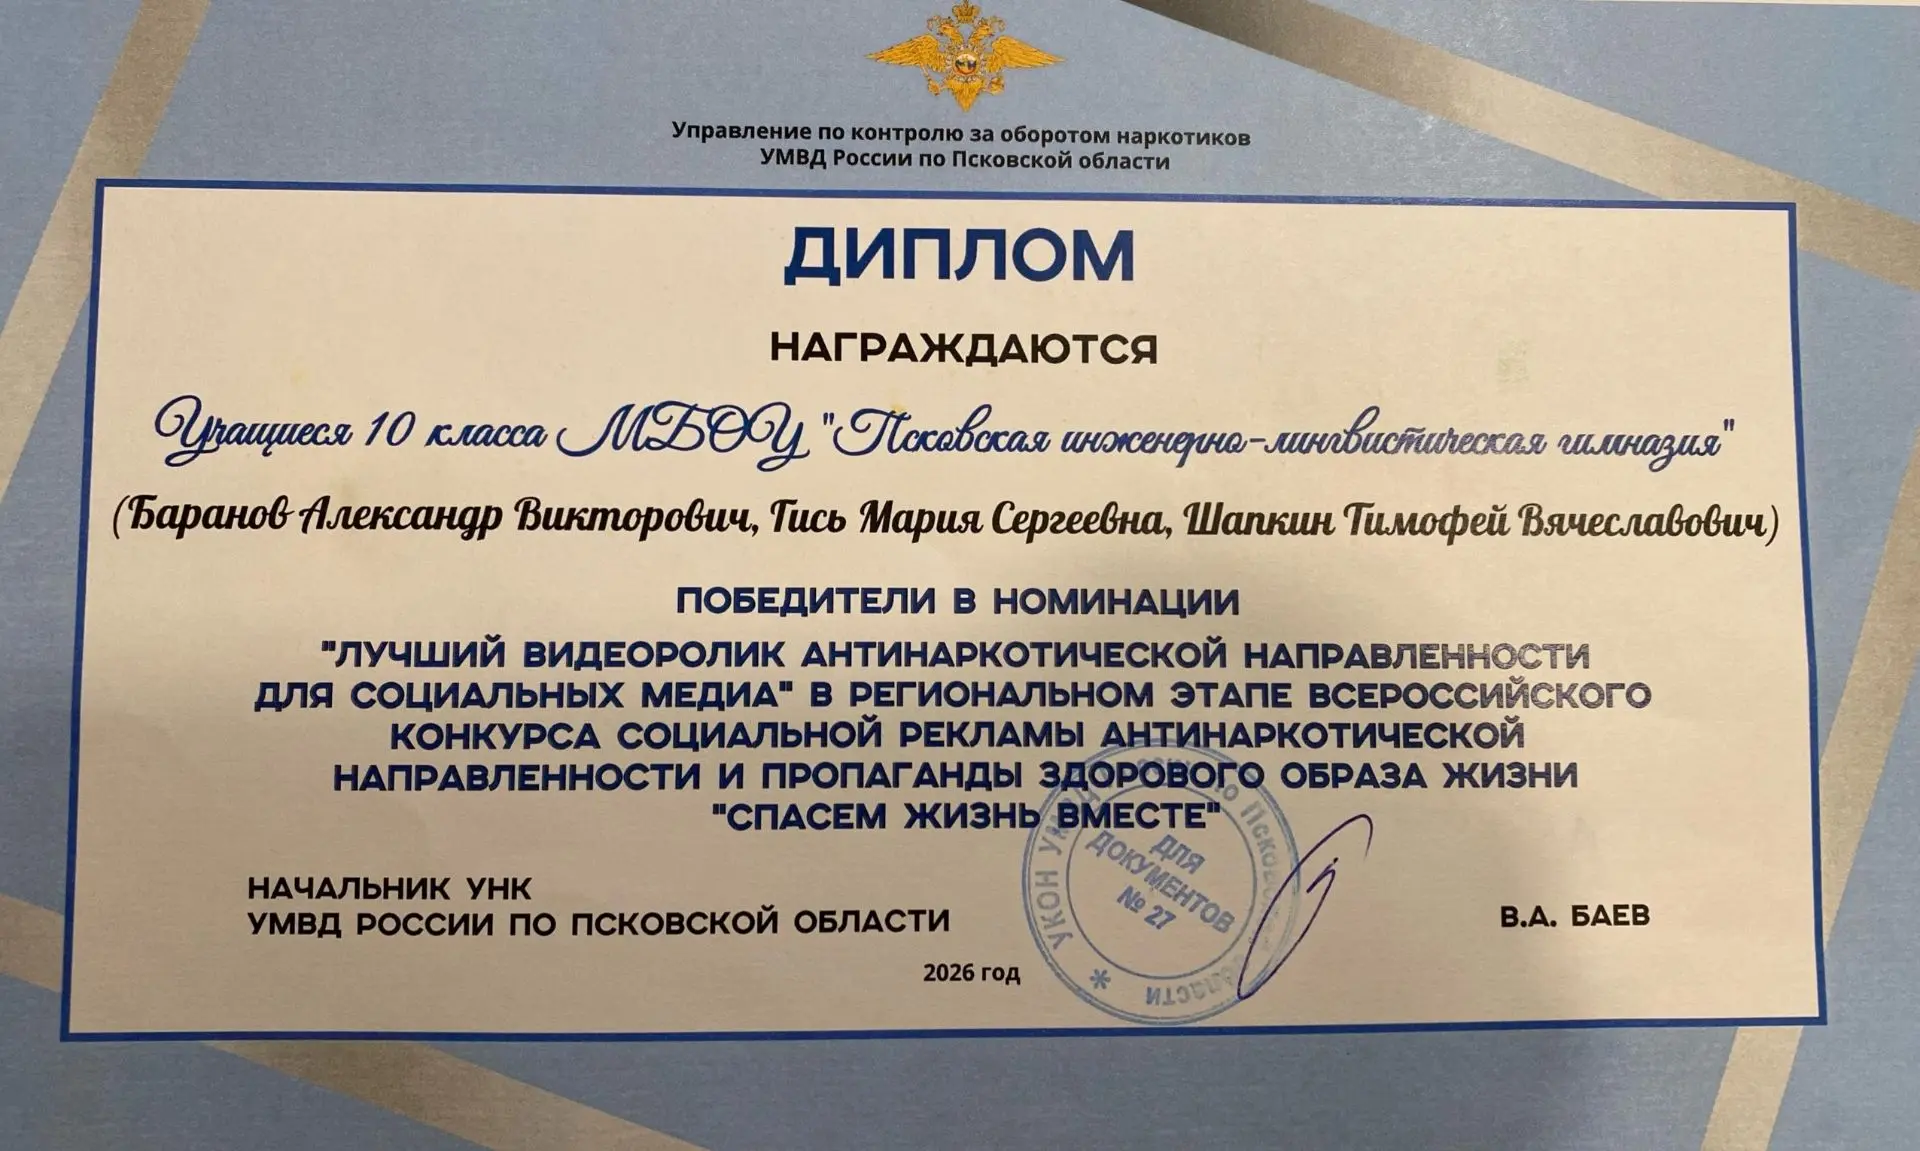 Управление по контролю за оборотом наркотиков
УМВД России по Псковской области
ДИПЛОМ
НАГРАЖДАЮТСЯ
Учащиеся 10 класса МБОУ "Псковская инженерно-лингвистическая гимназия"
(Баранов Александр Викторович, Гись Мария Сергеевна, Шапкин Тимофей Вячеславович)
ПОБЕДИТЕЛИ В НОМИНАЦИИ
"ЛУЧШИЙ ВИДЕОРОЛИК АНТИНАРКОТИЧЕСКОЙ НАПРАВЛЕННОСТИ
ДЛЯ СОЦИАЛЬНЫХ МЕДИА" В РЕГИОНАЛЬНОМ ЭТАПЕ ВСЕРОССИЙСКОГО
КОНКУРСА СОЦИАЛЬНОЙ РЕКЛАМЫ АНТИНАРКОТИЧЕСКОЙ
НАПРАВЛЕННОСТИ И ПРОПАГАНДЫ ЗДОРОВОГО ОБРАЗА ЖИЗНИ
"СПАСЕМ ЖИЗНЬ ВМЕСТЕ"
НАЧАЛЬНИК УНК
УМВД РОССИИ ПО ПСКОВСКОЙ ОБЛАСТИ
В.А. БАЕВ
2026 год
ДЛЯ
ДОКУМЕНТОВ
№ 27